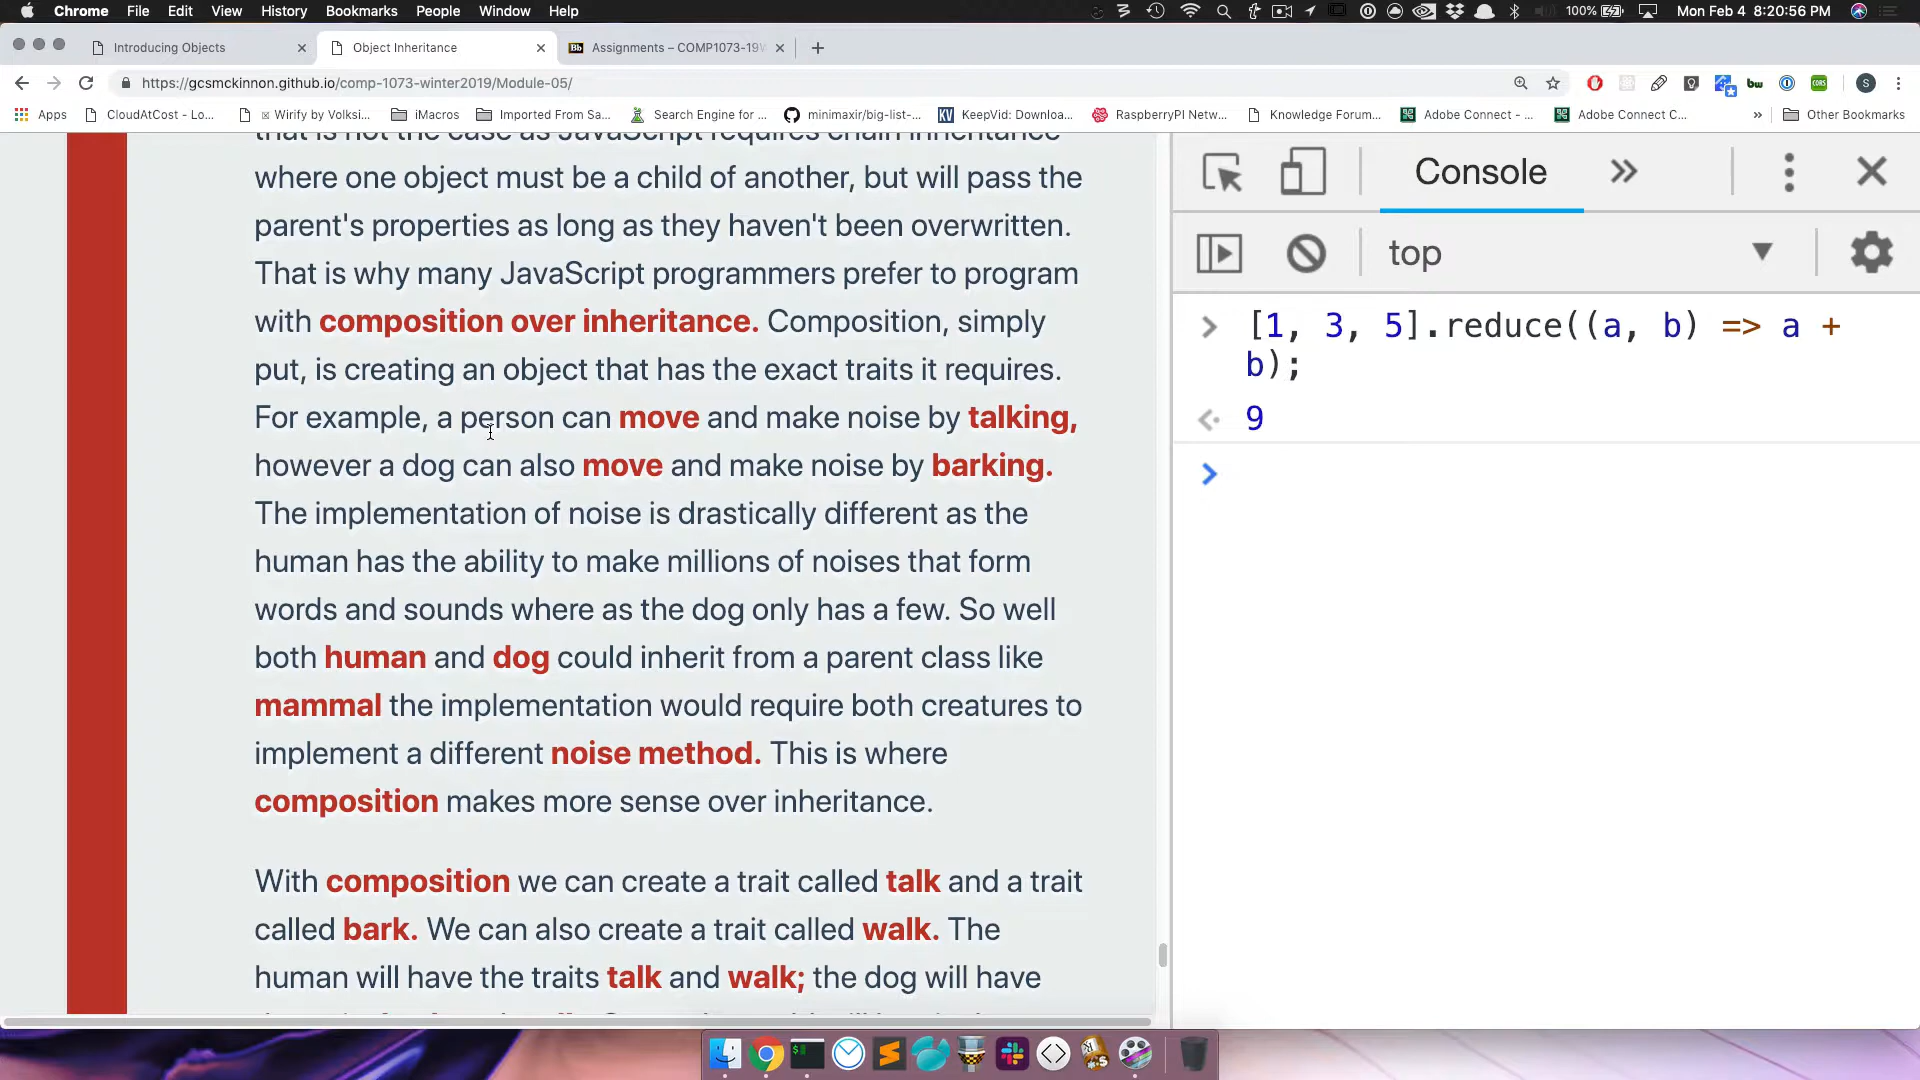 Chrome File Edit View History Bookmarks People Window Help 100% Mon Feb 4 8:20:56 PM
Introducing Objects Object Inheritance Bb Assignments – COMP1073-19W
https://gcsmckinnon.github.io/comp-1073-winter2019/Module-05/
Apps CloudAtCost - Lo... Wirify by Volksi... iMacros Imported From Sa... Search Engine for ... minimaxir/big-list-... KeepVid: Downloa... RaspberryPI Netw... Knowledge Forum... Adobe Connect - ... Adobe Connect C... » Other Bookmarks
that is not the case as JavaScript requires chain inheritance
where one object must be a child of another, but will pass the
parent's properties as long as they haven't been overwritten.
That is why many JavaScript programmers prefer to program
with composition over inheritance. Composition, simply
put, is creating an object that has the exact traits it requires.
For example, a person can move and make noise by talking,
however a dog can also move and make noise by barking.
The implementation of noise is drastically different as the
human has the ability to make millions of noises that form
words and sounds where as the dog only has a few. So well
both human and dog could inherit from a parent class like
mammal the implementation would require both creatures to
implement a different noise method. This is where
composition makes more sense over inheritance.
With composition we can create a trait called talk and a trait
called bark. We can also create a trait called walk. The
human will have the traits talk and walk; the dog will have
Console »
top
> [1, 3, 5].reduce((a, b) => a +
b);
9
>